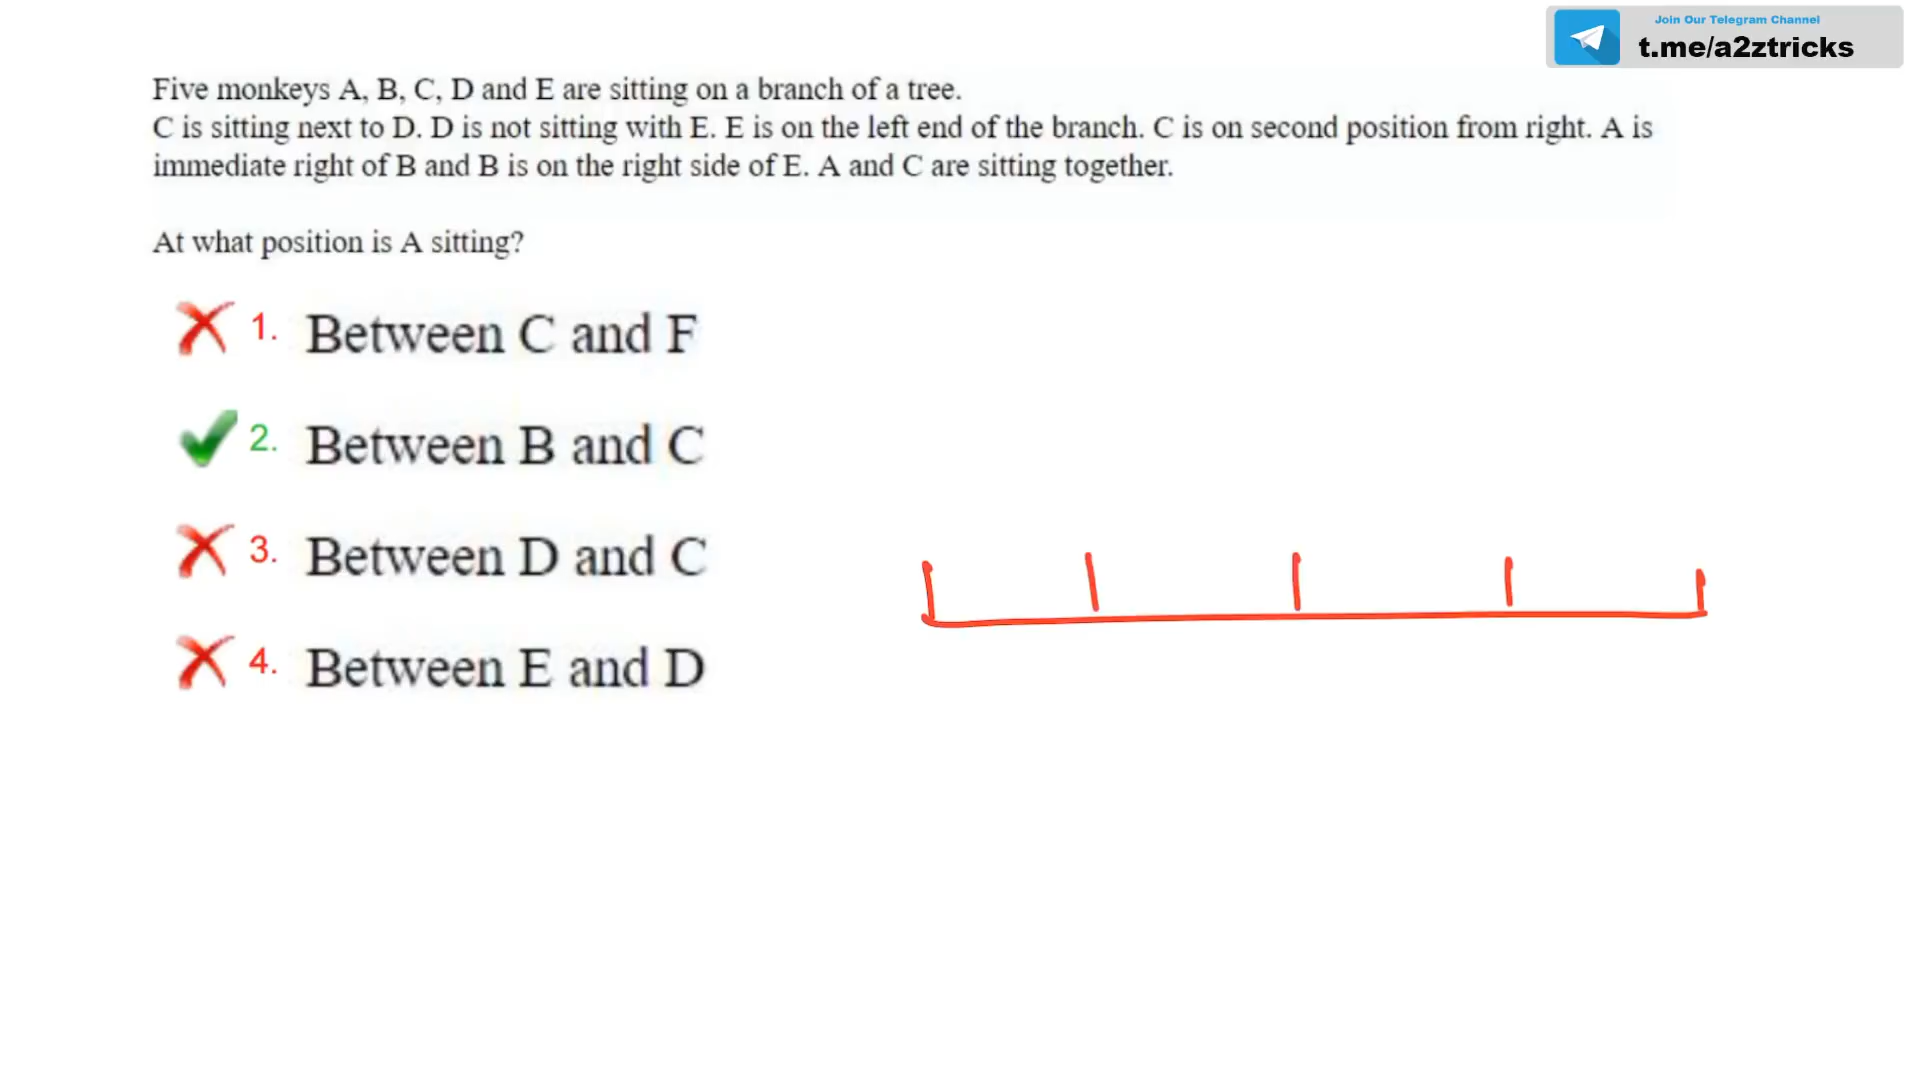 Join Our Telegram Channel
t.me/a2ztricks
Five monkeys A, B, C, D and E are sitting on a branch of a tree.
C is sitting next to D. D is not sitting with E. E is on the left end of the branch. C is on second position from right. A is
immediate right of B and B is on the right side of E. A and C are sitting together.
At what position is A sitting?
1. Between C and F
2. Between B and C
3. Between D and C
4. Between E and D